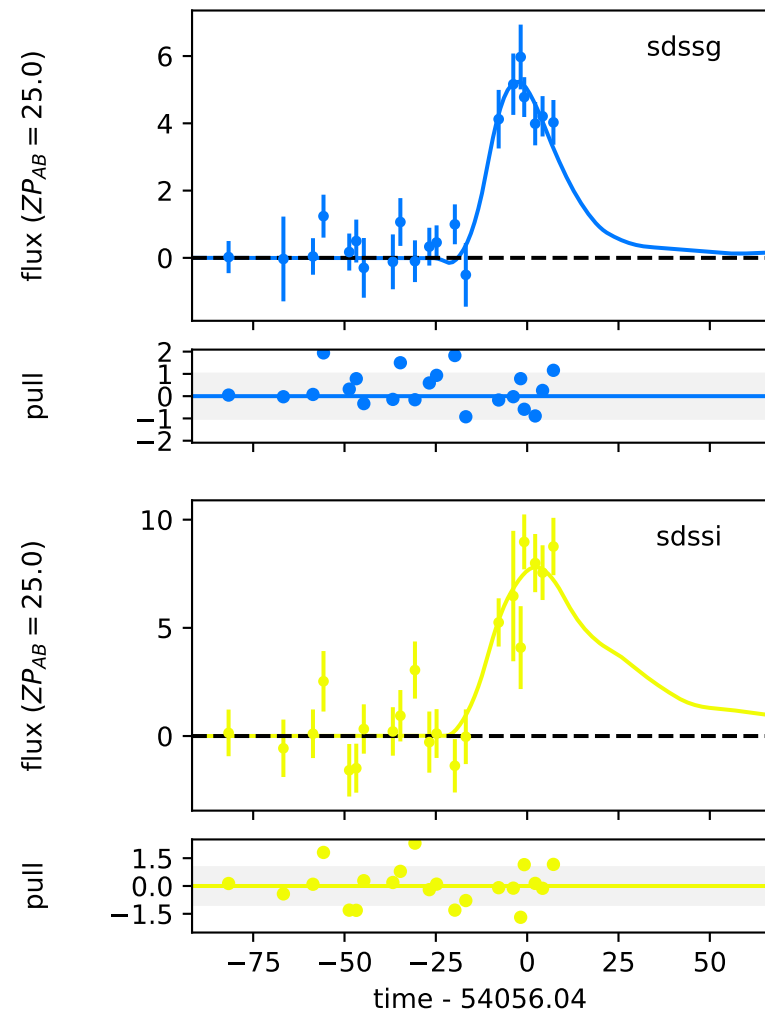 sdssg
flux (ZP_AB = 25.0)
6
4
2
0
pull
2
1
0
−1
−2
sdssi
flux (ZP_AB = 25.0)
10
5
0
pull
1.5
0.0
−1.5
−75 −50 −25 0 25 50
time - 54056.04